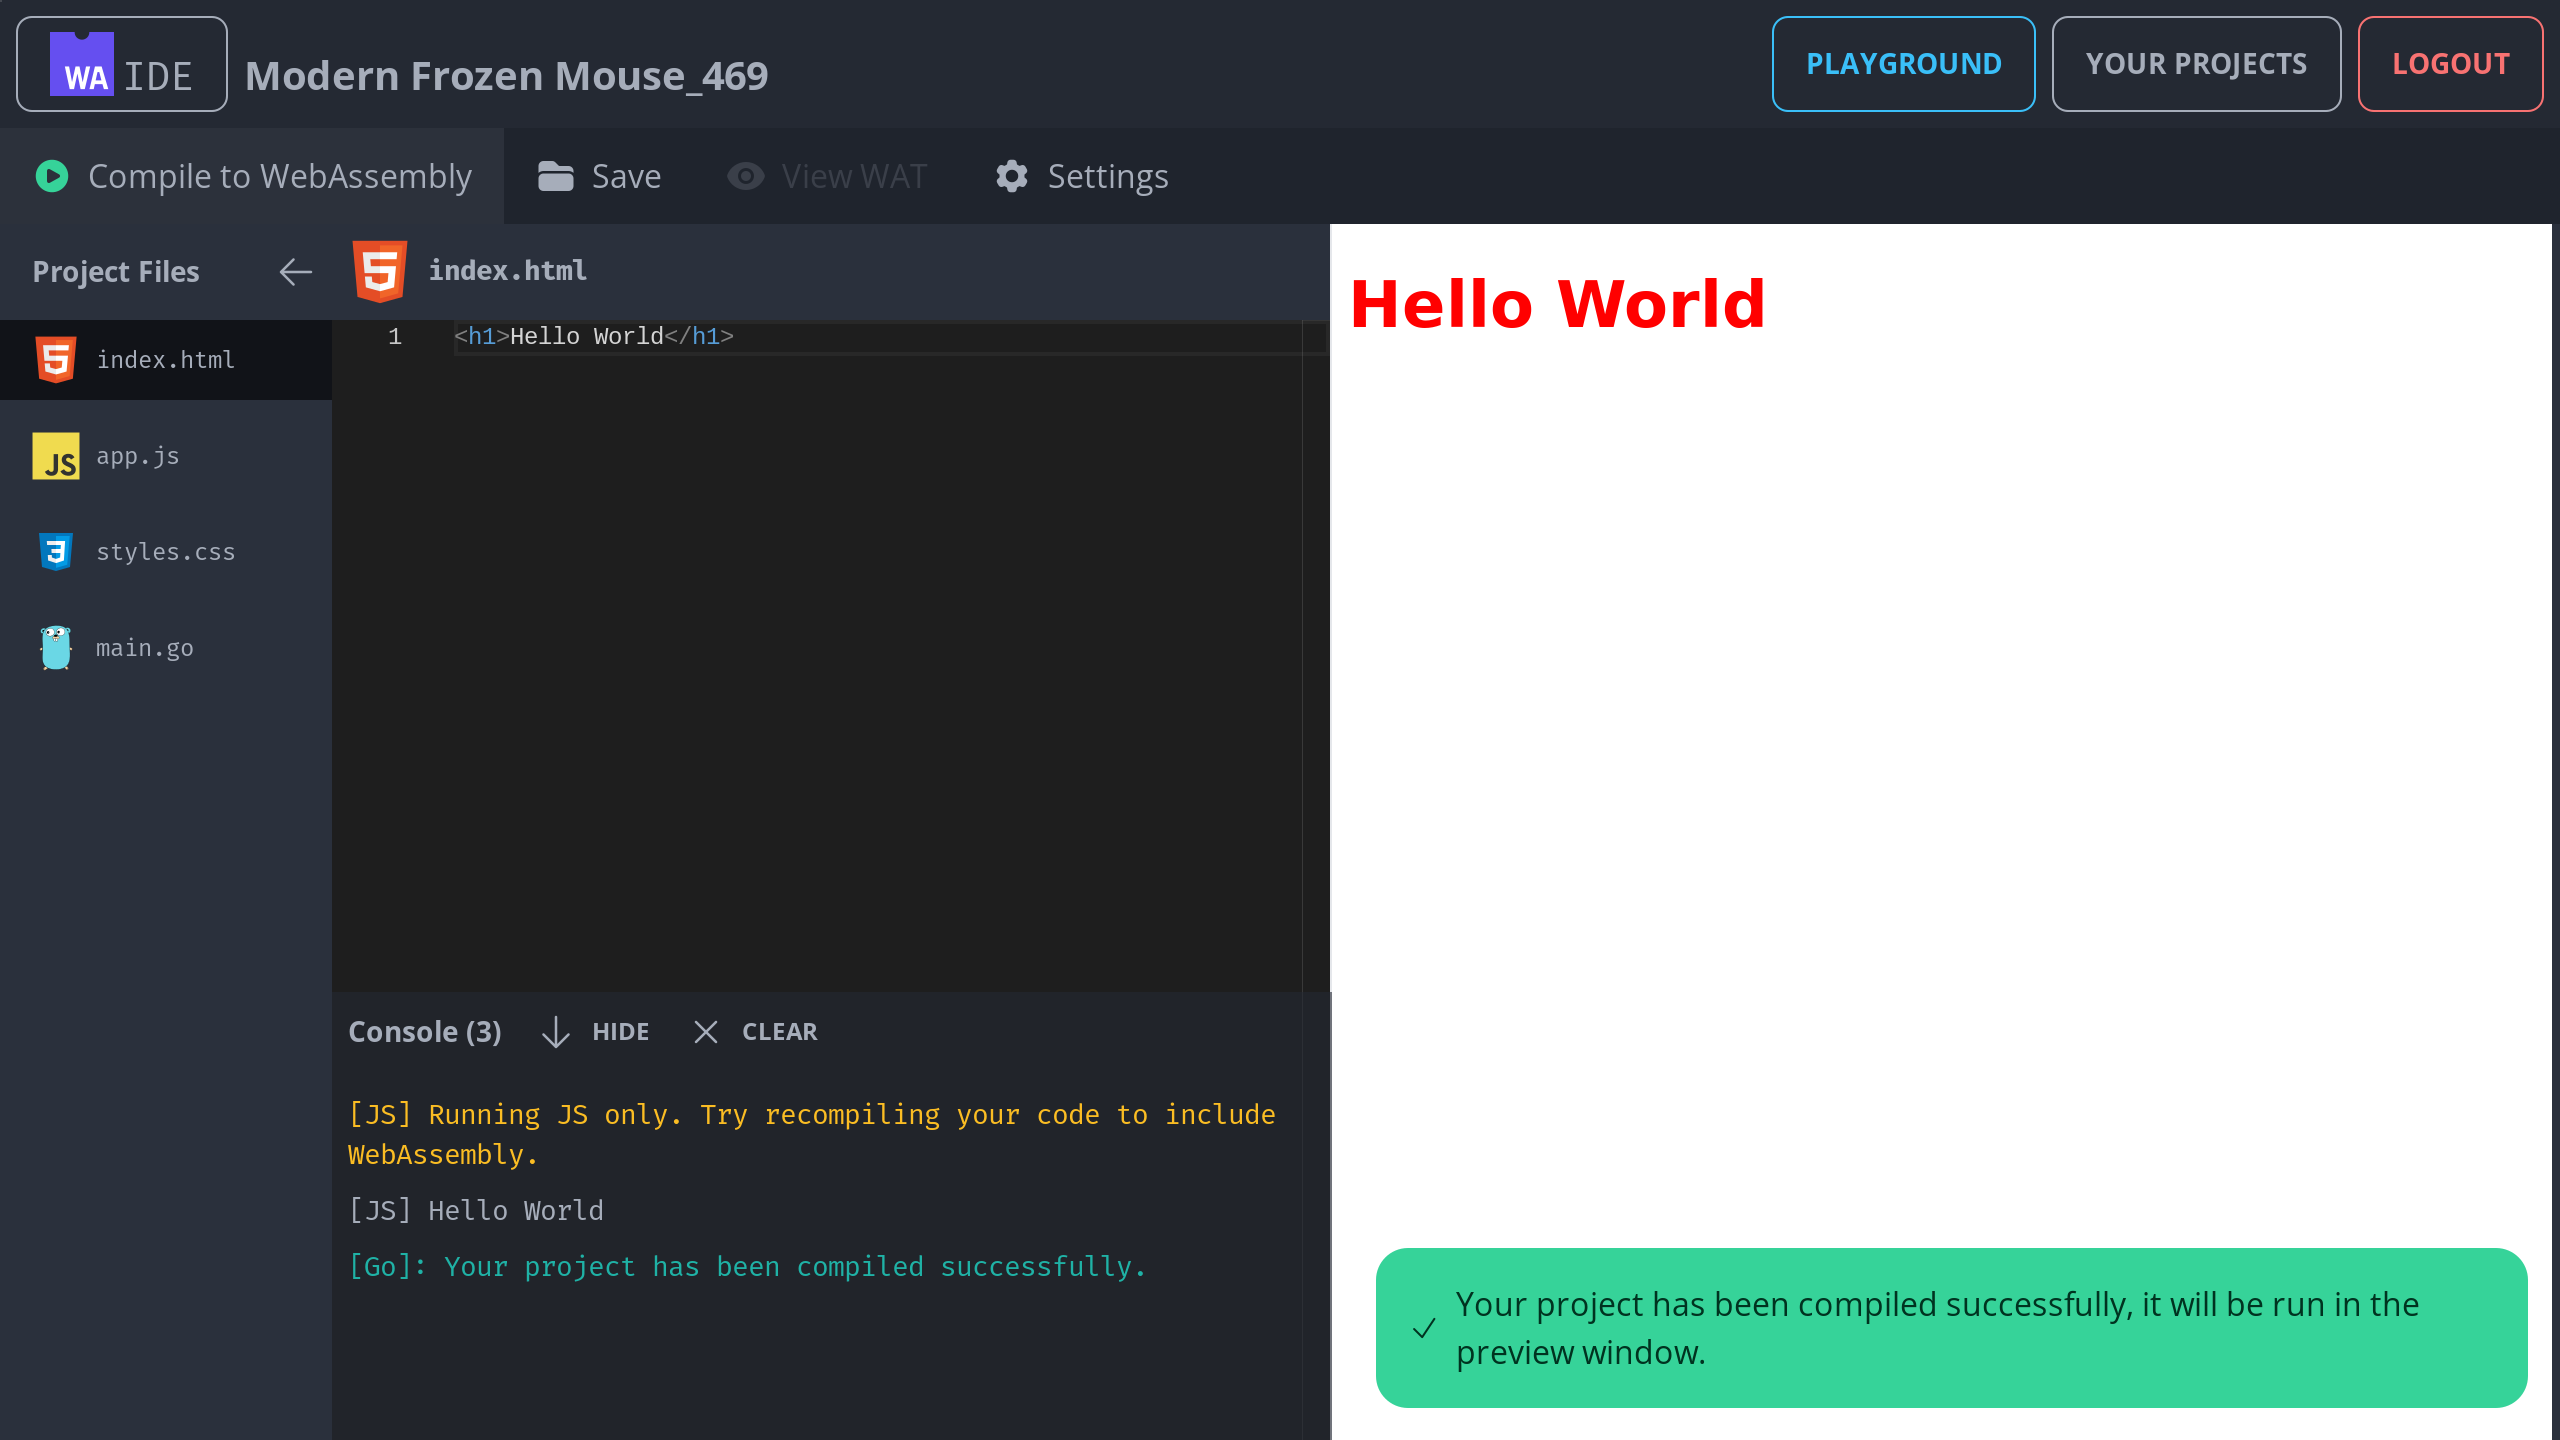 WA IDE Modern Frozen Mouse_469 PLAYGROUND YOUR PROJECTS LOGOUT
Compile to WebAssembly Save View WAT Settings
Project Files
index.html
index.html
app.js
JS
styles.css
main.go
1 <h1>Hello World</h1>
Hello World
Console (3) HIDE CLEAR
[JS] Running JS only. Try recompiling your code to include
WebAssembly.
[JS] Hello World
[Go]: Your project has been compiled successfully.
Your project has been compiled successfully, it will be run in the
preview window.